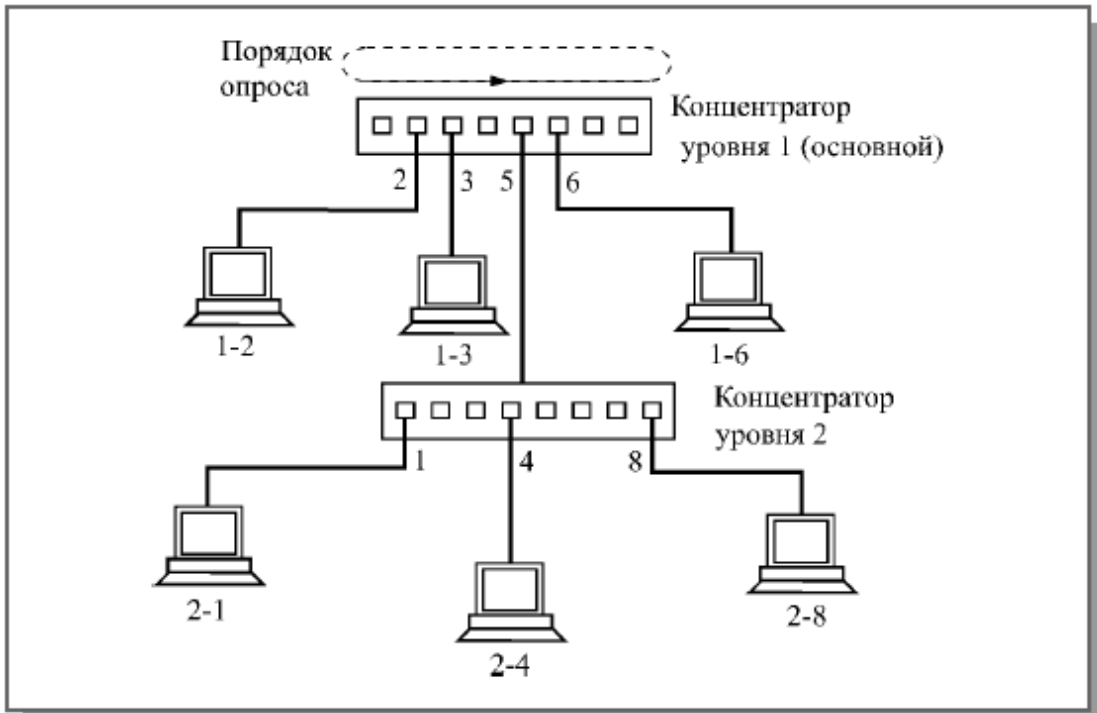 Порядок
опроса
Концентратор
уровня 1 (основной)
2
3
5
6
1-2
1-3
1-6
Концентратор
уровня 2
1
4
8
2-1
2-4
2-8